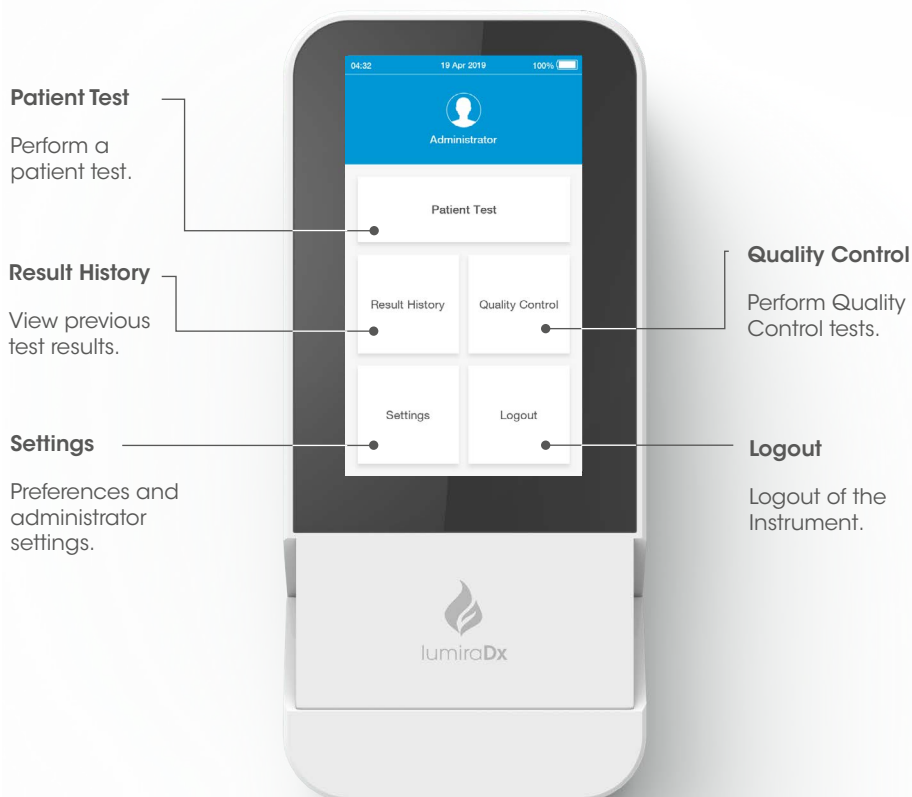 Patient Test
Perform a
patient test.
Result History
View previous
test results.
Settings
Preferences and
administrator
settings.
04:32 19 Apr 2019 100%
Administrator
Patient Test
Result History Quality Control
Settings Logout
lumiraDx
Quality Control
Perform Quality
Control tests.
Logout
Logout of the
Instrument.